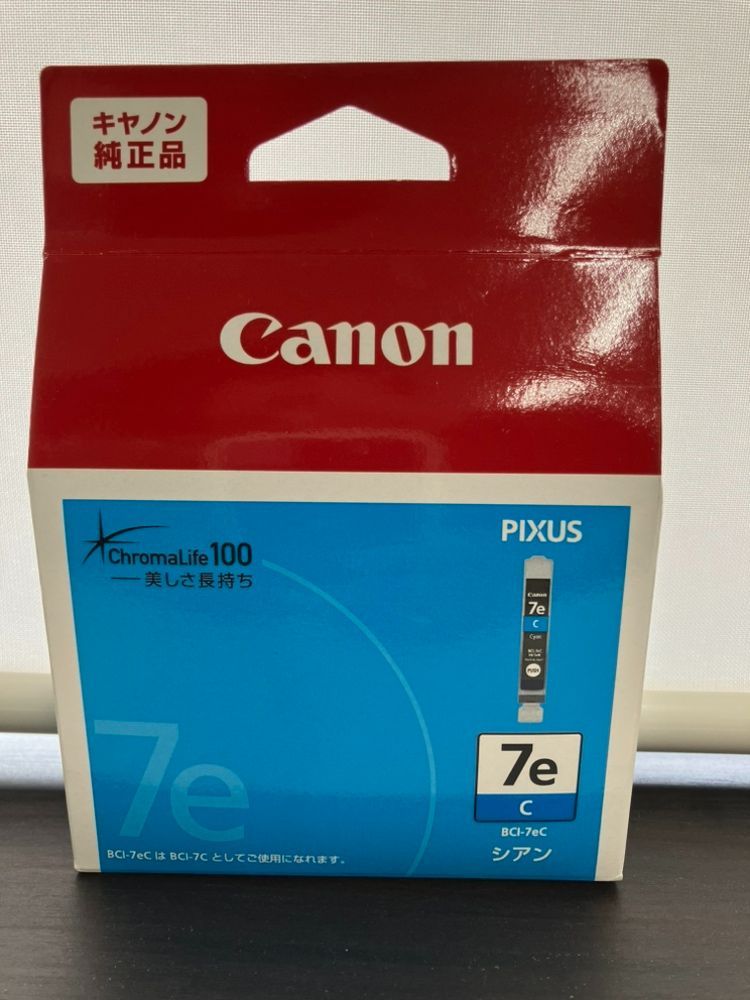 キヤノン
純正品
Canon
ChromaLife100
美しさ長持ち
PIXUS
Canon
7e
C
Cyan
PUSH
7e
7e
C
BCI-7eC
シアン
BCI-7eC は BCI-7C としてご使用になれます。